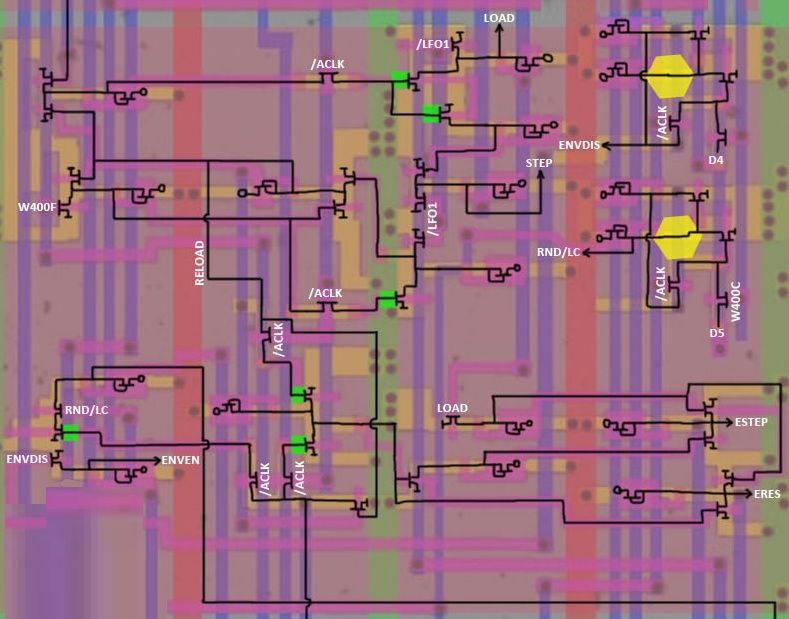 LOAD
/LFO1
/ACLK
/ACLK
ENVDIS
D4
STEP
W400F
/LFO1
RND/LC
RELOAD
/ACLK
/ACLK
W400C
D5
/ACLK
RND/LC
LOAD
ESTEP
ENVDIS
ENVEN
/ACLK
/ACLK
ERES